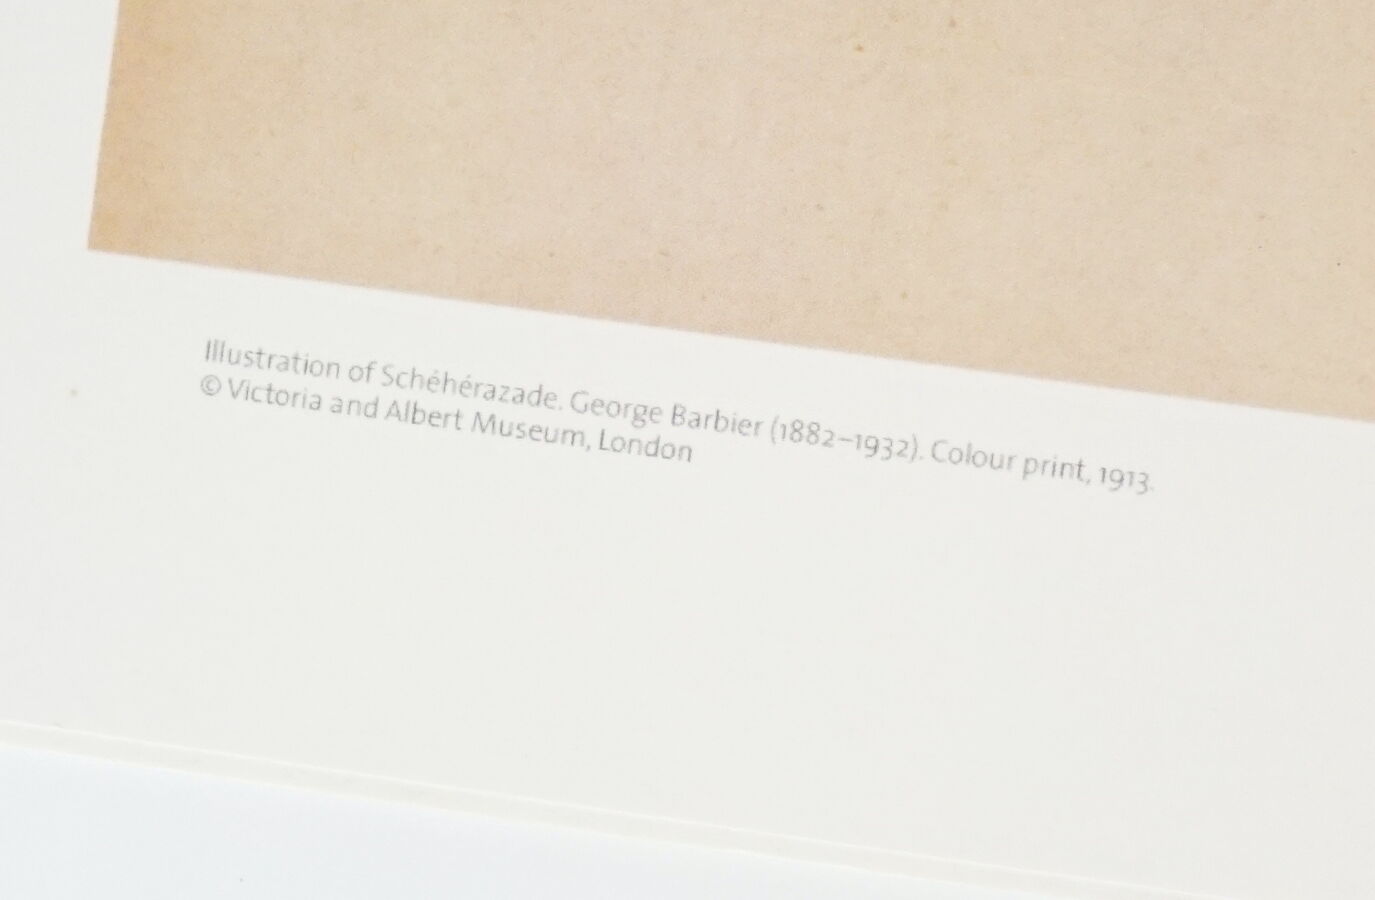 Illustration of Schéhérazade. George Barbier (1882–1932). Colour print, 1913.
© Victoria and Albert Museum, London